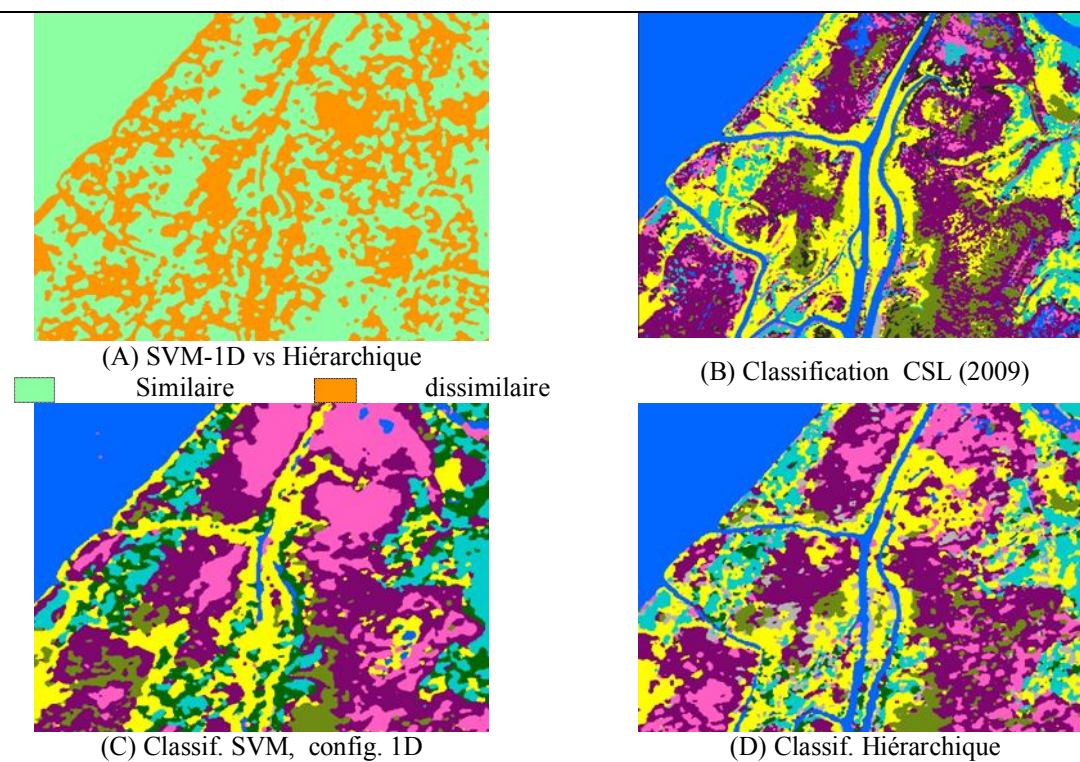 (A) SVM-1D vs Hiérarchique
Similaire dissimilaire
(B) Classification CSL (2009)
(C) Classif. SVM, config. 1D
(D) Classif. Hiérarchique